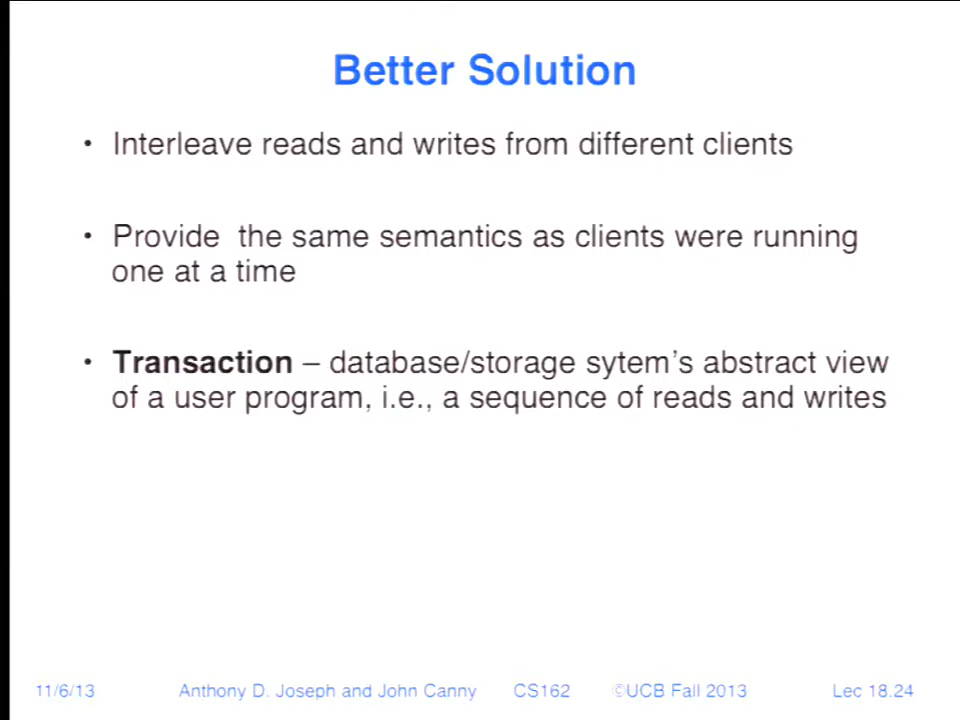 Better Solution
• Interleave reads and writes from different clients
• Provide the same semantics as clients were running
one at a time
• Transaction – database/storage sytem's abstract view
of a user program, i.e., a sequence of reads and writes
11/6/13 Anthony D. Joseph and John Canny CS162 ©UCB Fall 2013 Lec 18.24